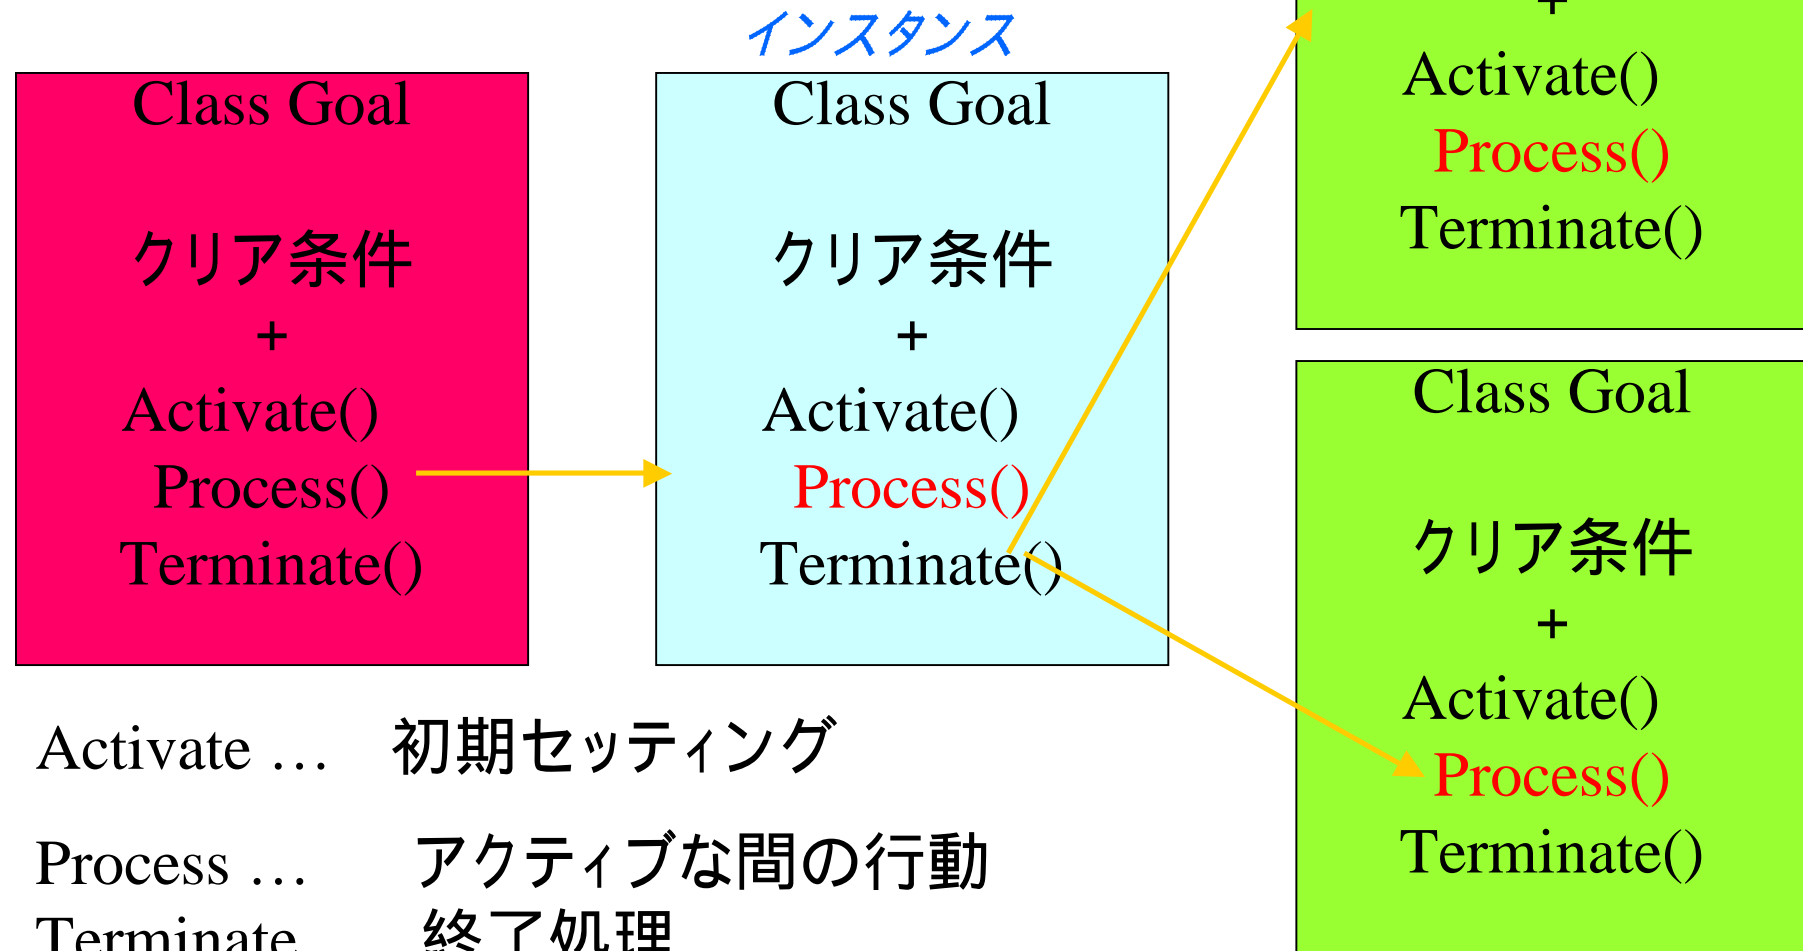 インスタンス
Class Goal
クリア条件
+
Activate()
Process()
Terminate()
Class Goal
クリア条件
+
Activate()
Process()
Terminate()
+
Activate()
Process()
Terminate()
Class Goal
クリア条件
+
Activate()
Process()
Terminate()
Activate … 初期セッティング
Process … アクティブな間の行動
Terminate 終了処理